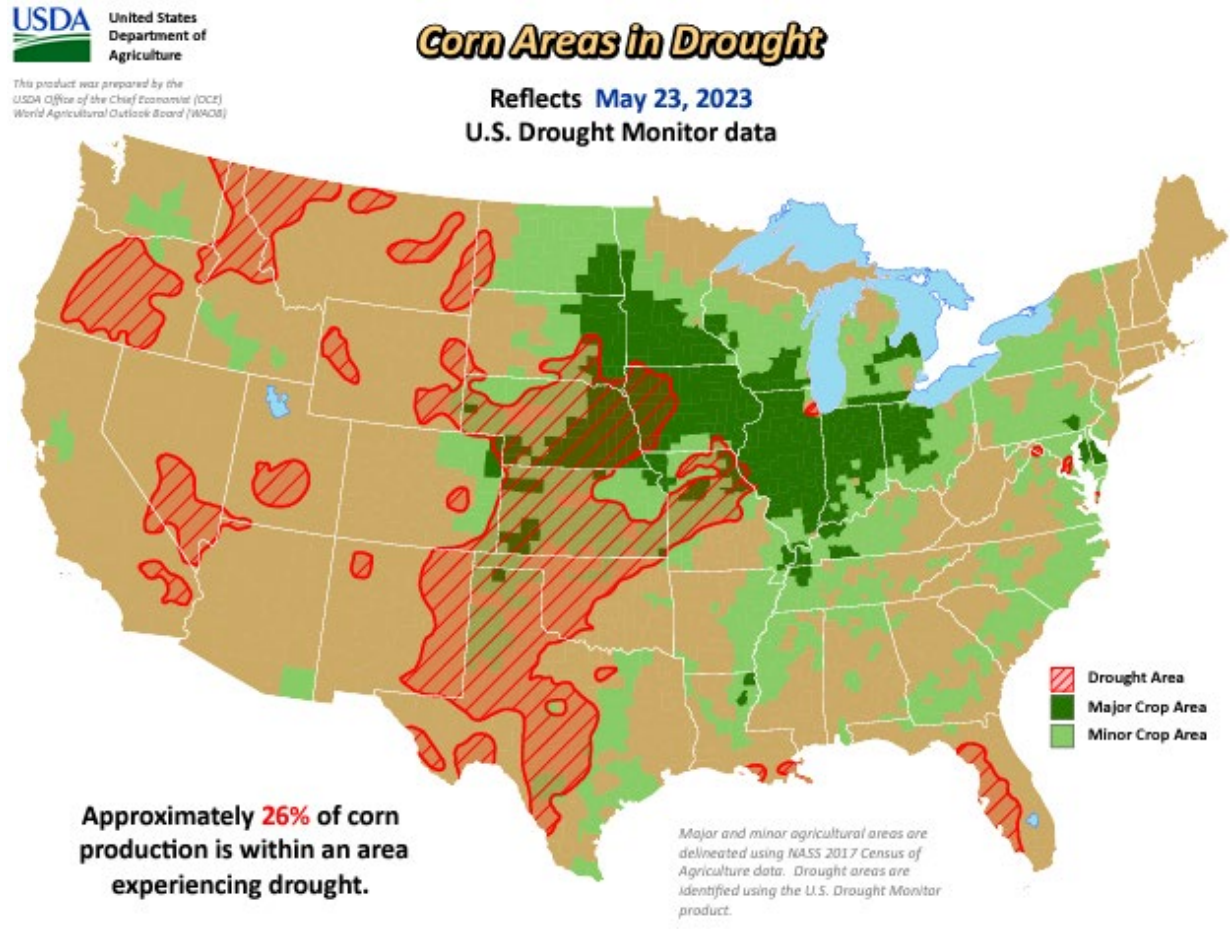 USDA
United States
Department of
Agriculture
This product was prepared by the
USDA Office of the Chief Economist (OCE)
World Agricultural Outlook Board (WAOB)
Corn Areas in Drought
Reflects May 23, 2023
U.S. Drought Monitor data
Drought Area
Major Crop Area
Minor Crop Area
Approximately 26% of corn
production is within an area
experiencing drought.
Major and minor agricultural areas are
delineated using NASS 2017 Census of
Agriculture data. Drought areas are
identified using the U.S. Drought Monitor
product.